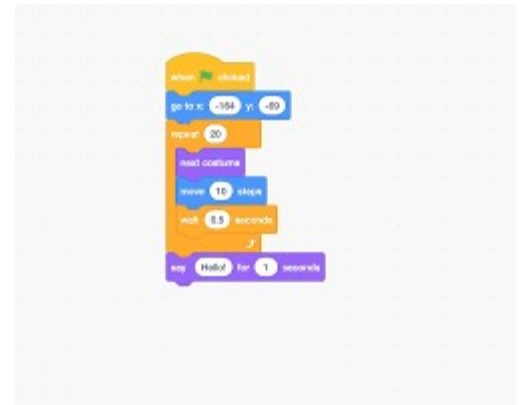 when clicked
go to x: -164 y: -89
repeat 20
next costume
move 10 steps
wait 0.5 seconds
say Hello! for 1 seconds